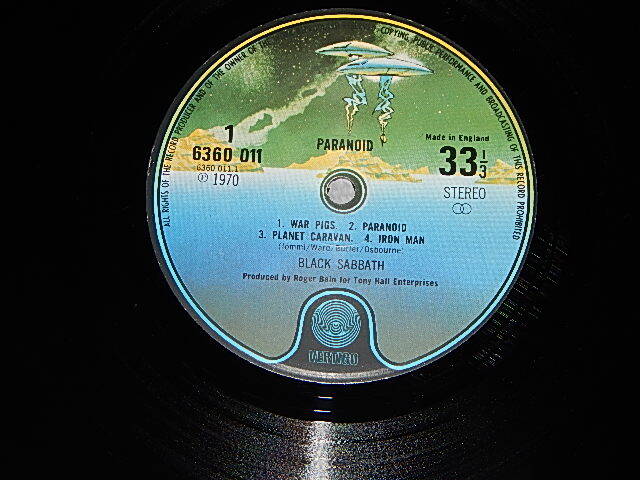 ALL RIGHTS OF THE RECORD PRODUCER AND OF THE OWNER OF THE
COPYING, PUBLIC PERFORMANCE AND BROADCASTING OF THIS RECORD PROHIBITED
1
6360 011
6360 011.1
Ⓟ 1970
PARANOID
Made in England
33 1/3
STEREO
1. WAR PIGS. 2. PARANOID
3. PLANET CARAVAN. 4. IRON MAN
(Iommi/Ward/Butler/Osbourne)
BLACK SABBATH
Produced by Roger Bain for Tony Hall Enterprises
VERTIGO